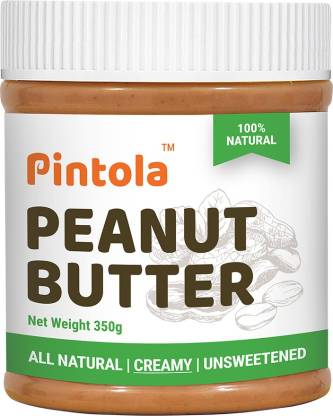 100%
NATURAL
Pintola™
PEANUT
BUTTER
Net Weight 350g
ALL NATURAL | CREAMY | UNSWEETENED